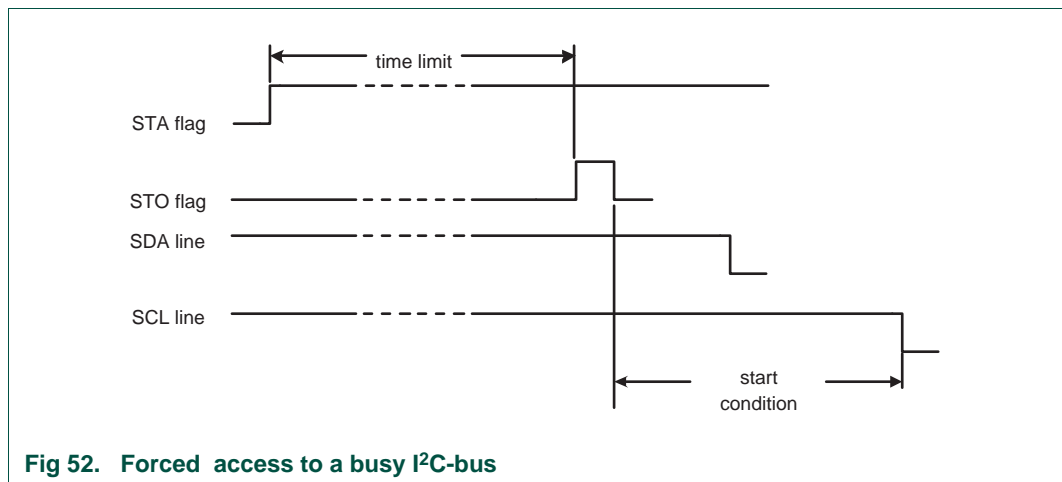 time limit
STA flag
STO flag
SDA line
SCL line
start
condition
Fig 52. Forced access to a busy I²C-bus